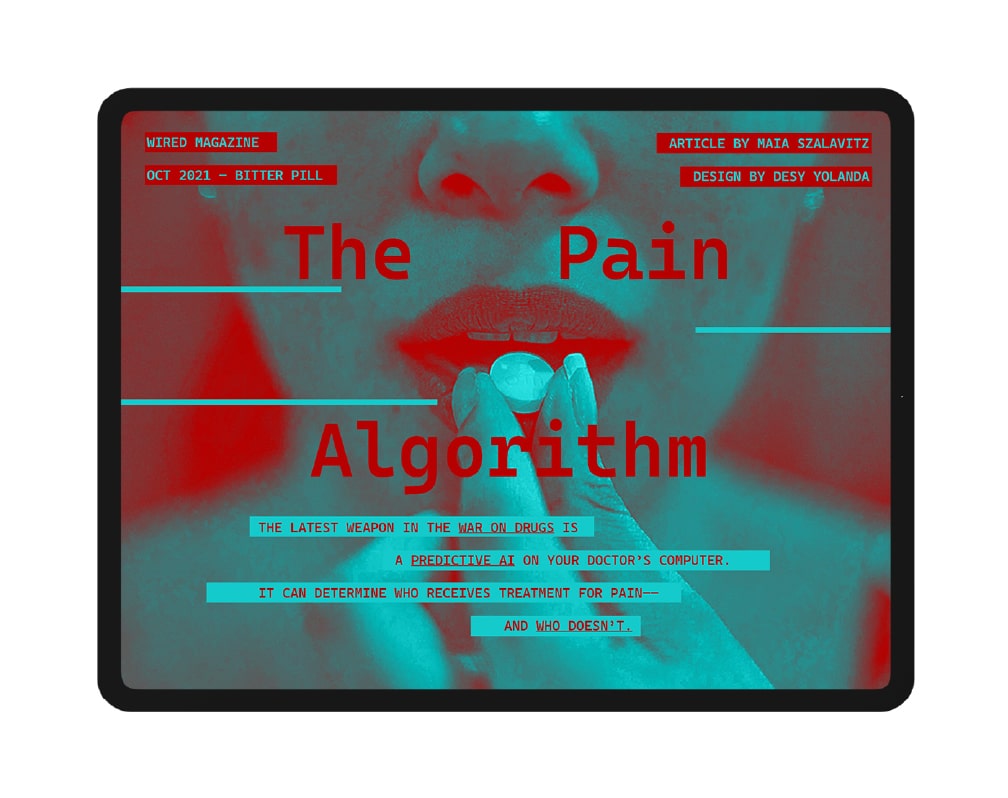 WIRED MAGAZINE
ARTICLE BY MAIA SZALAVITZ
OCT 2021 – BITTER PILL
DESIGN BY DESY YOLANDA
The Pain
Algorithm
THE LATEST WEAPON IN THE WAR ON DRUGS IS
A PREDICTIVE AI ON YOUR DOCTOR'S COMPUTER.
IT CAN DETERMINE WHO RECEIVES TREATMENT FOR PAIN——
AND WHO DOESN'T.